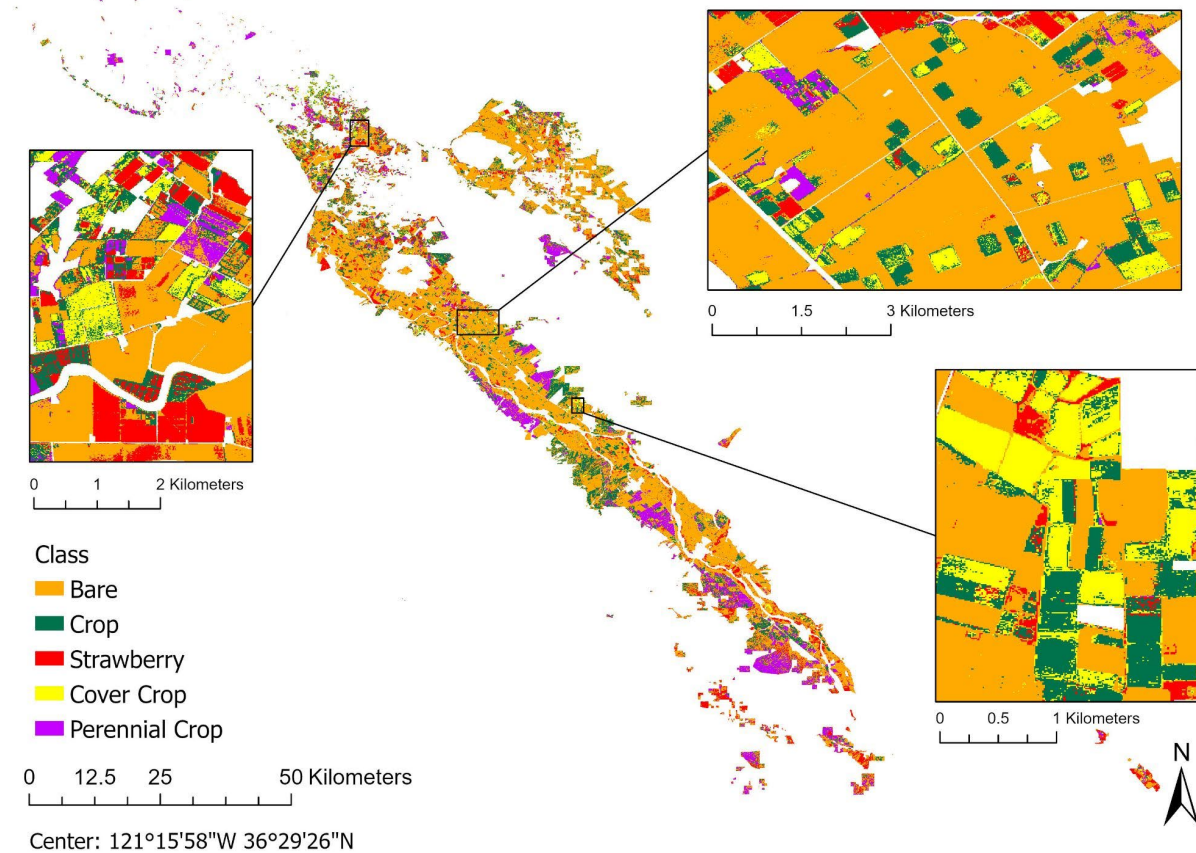 0 1.5 3 Kilometers
0 1 2 Kilometers
Class
Bare
Crop
Strawberry
Cover Crop
Perennial Crop
0 0.5 1 Kilometers
0 12.5 25 50 Kilometers
N
Center: 121°15'58"W 36°29'26"N